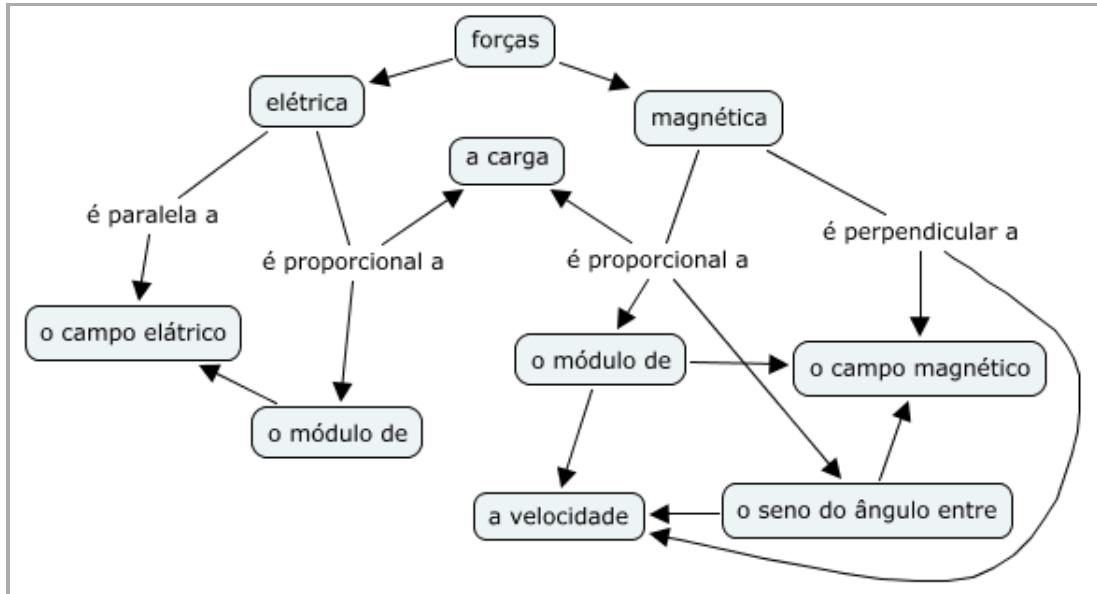 forças
elétrica
magnética
a carga
é paralela a
é perpendicular a
é proporcional a
é proporcional a
o campo elátrico
o módulo de
o campo magnético
o módulo de
a velocidade
o seno do ângulo entre